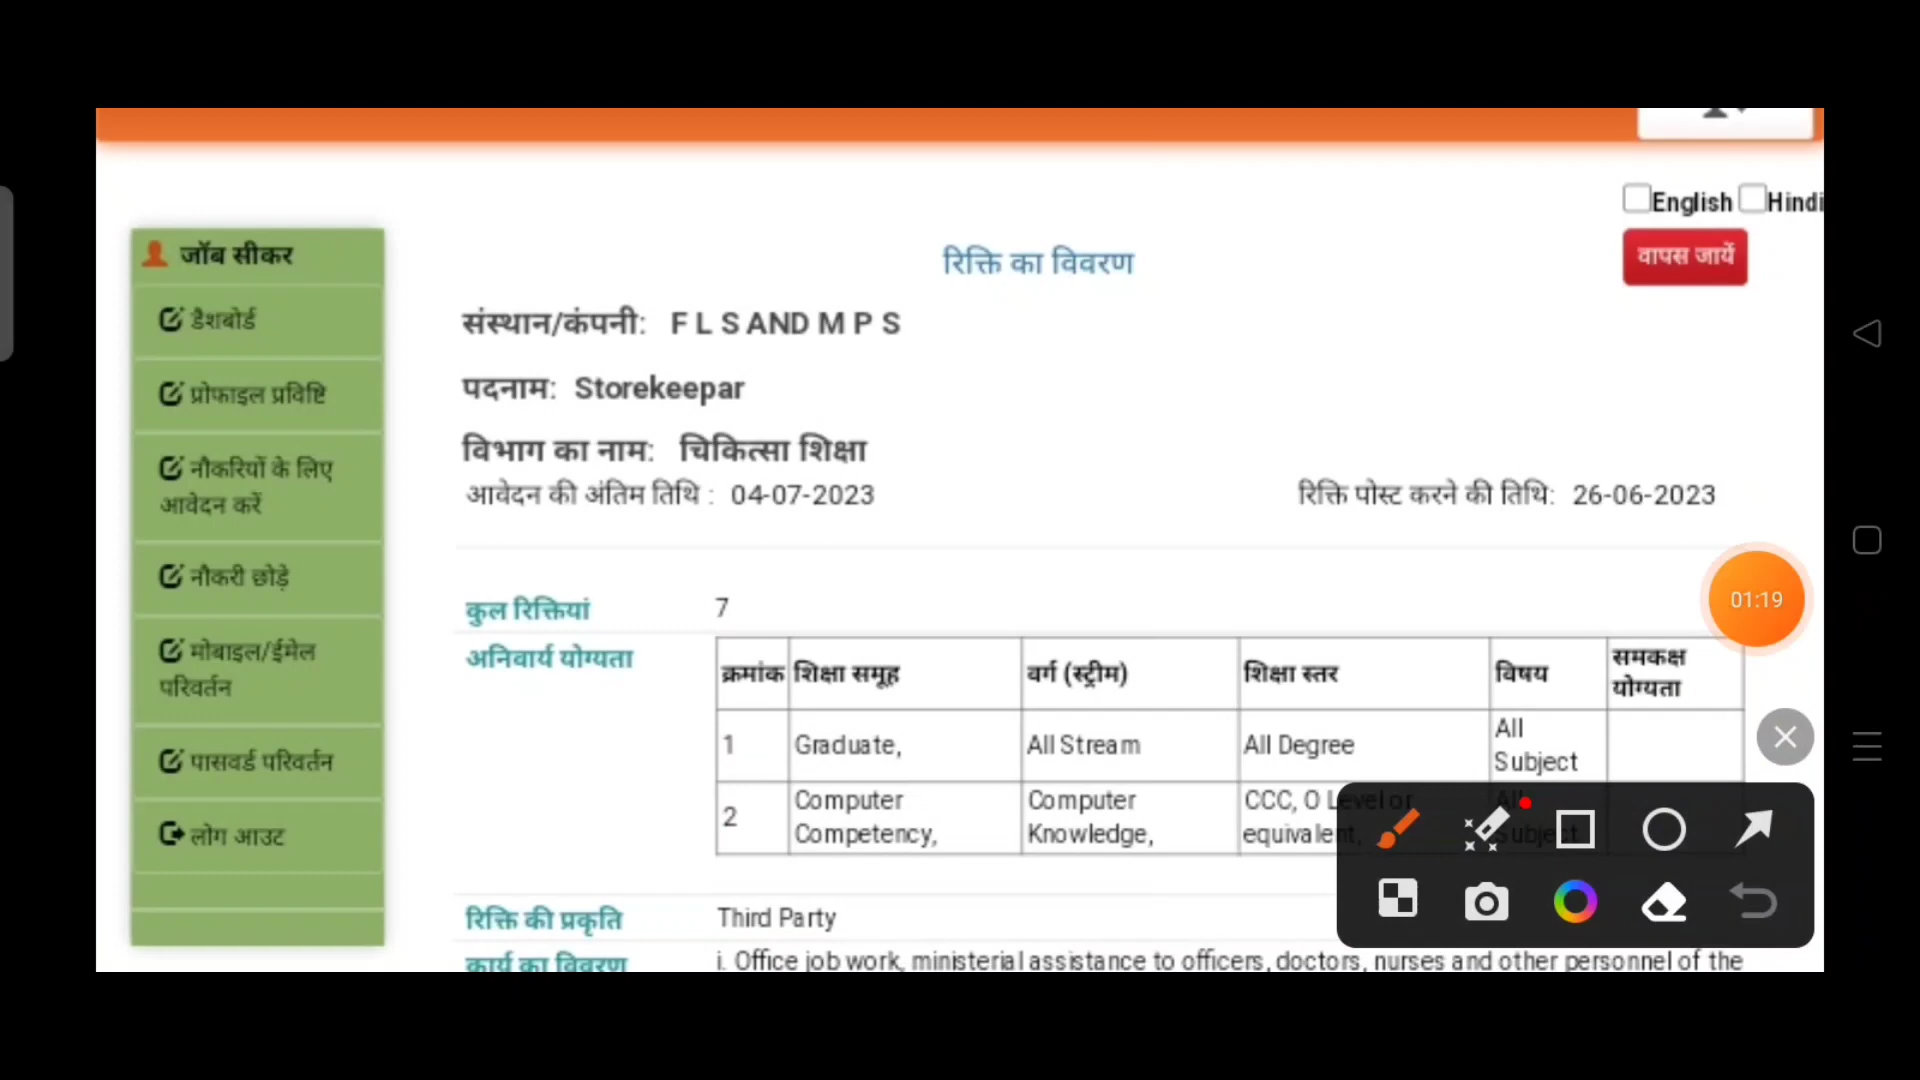 English Hindi
जॉब सीकर
डैशबोर्ड
प्रोफाइल प्रविष्टि
नौकरियों के लिए
आवेदन करें
नौकरी छोड़े
मोबाइल/ईमेल
परिवर्तन
पासवर्ड परिवर्तन
लोग आउट
रिक्ति का विवरण
वापस जायें
संस्थान/कंपनी: F L S AND M P S
पदनाम: Storekeepar
विभाग का नाम: चिकित्सा शिक्षा
आवेदन की अंतिम तिथि : 04-07-2023 रिक्ति पोस्ट करने की तिथि: 26-06-2023
कुल रिक्तियां 7
01:19
अनिवार्य योग्यता
क्रमांक शिक्षा समूह वर्ग (स्ट्रीम) शिक्षा स्तर विषय समकक्ष योग्यता
1 Graduate, All Stream All Degree All Subject
2 Computer Competency, Computer Knowledge, CCC, O Level or equivalent, All Subject,
रिक्ति की प्रकृति Third Party
कार्य का विवरण i. Office job work, ministerial assistance to officers, doctors, nurses and other personnel of the